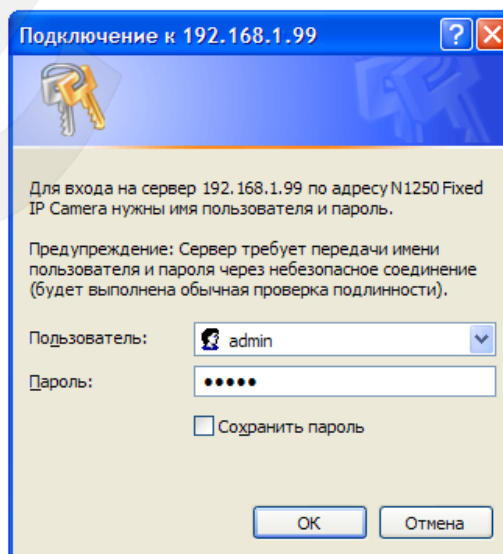 Подключение к 192.168.1.99
Для входа на сервер 192.168.1.99 по адресу N1250 Fixed
IP Camera нужны имя пользователя и пароль.
Предупреждение: Сервер требует передачи имени
пользователя и пароля через небезопасное соединение
(будет выполнена обычная проверка подлинности).
Пользователь: admin
Пароль: •••••
Сохранить пароль
ОК Отмена